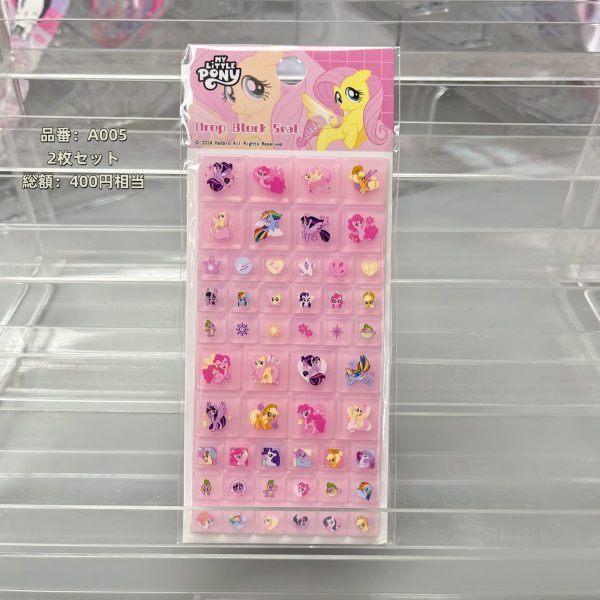 MY
LITTLE
PONY
Drop Block Seal
© 2024 Hasbro All Rights Reserved.
品番：A005
2枚セット
総額：400円相当